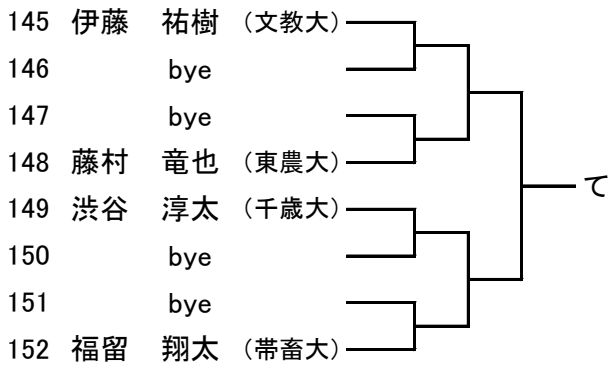 145 伊藤 祐樹 (文教大)
146 bye
147 bye
148 藤村 竜也 (東農大)
149 渋谷 淳太 (千歳大)
150 bye
151 bye
152 福留 翔太 (帯畜大)
て